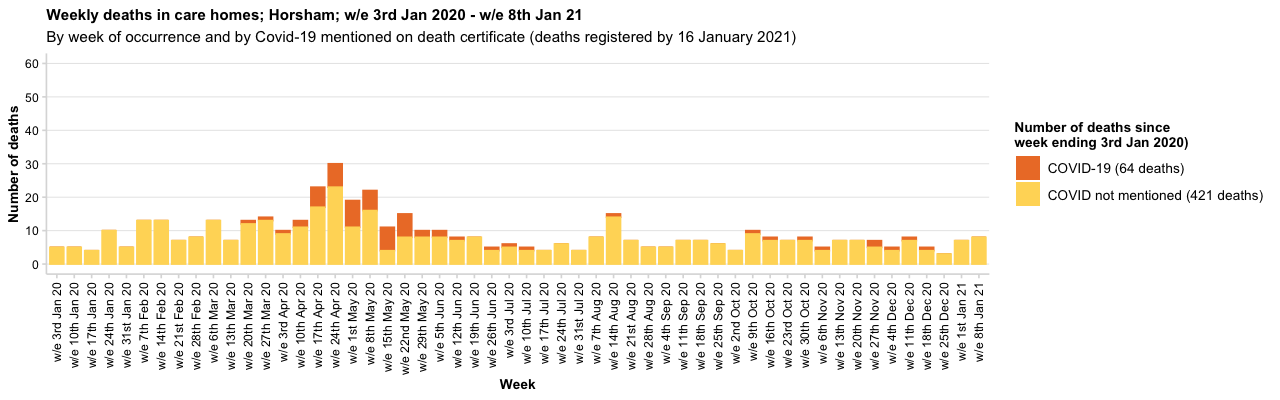 Weekly deaths in care homes; Horsham; w/e 3rd Jan 2020 - w/e 8th Jan 21
By week of occurrence and by Covid-19 mentioned on death certificate (deaths registered by 16 January 2021)
Number of deaths
60
50
40
30
20
10
0
w/e 3rd Jan 20
w/e 10th Jan 20
w/e 17th Jan 20
w/e 24th Jan 20
w/e 31st Jan 20
w/e 7th Feb 20
w/e 14th Feb 20
w/e 21st Feb 20
w/e 28th Feb 20
w/e 6th Mar 20
w/e 13th Mar 20
w/e 20th Mar 20
w/e 27th Mar 20
w/e 3rd Apr 20
w/e 10th Apr 20
w/e 17th Apr 20
w/e 24th Apr 20
w/e 1st May 20
w/e 8th May 20
w/e 15th May 20
w/e 22nd May 20
w/e 29th May 20
w/e 5th Jun 20
w/e 12th Jun 20
w/e 19th Jun 20
w/e 26th Jun 20
w/e 3rd Jul 20
w/e 10th Jul 20
w/e 17th Jul 20
w/e 24th Jul 20
w/e 31st Jul 20
w/e 7th Aug 20
w/e 14th Aug 20
w/e 21st Aug 20
w/e 28th Aug 20
w/e 4th Sep 20
w/e 11th Sep 20
w/e 18th Sep 20
w/e 25th Sep 20
w/e 2nd Oct 20
w/e 9th Oct 20
w/e 16th Oct 20
w/e 23rd Oct 20
w/e 30th Oct 20
w/e 6th Nov 20
w/e 13th Nov 20
w/e 20th Nov 20
w/e 27th Nov 20
w/e 4th Dec 20
w/e 11th Dec 20
w/e 18th Dec 20
w/e 25th Dec 20
w/e 1st Jan 21
w/e 8th Jan 21
Week
Number of deaths since
week ending 3rd Jan 2020)
COVID-19 (64 deaths)
COVID not mentioned (421 deaths)